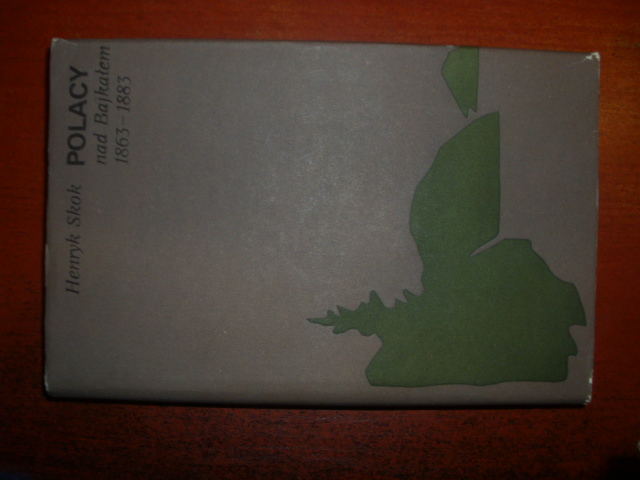 Henryk Skok
POLACY
nad Bajkałem
1863-1883